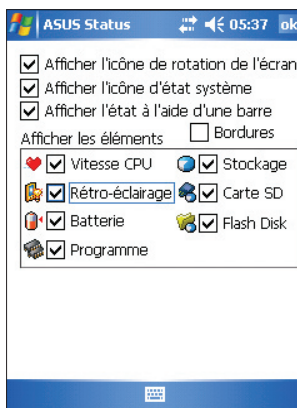 ASUS Status 05:37 ok
Afficher l'icône de rotation de l'écran
Afficher l'icône d'état système
Afficher l'état à l'aide d'une barre
Afficher les éléments Bordures
Vitesse CPU Stockage
Rétro-éclairage Carte SD
Batterie Flash Disk
Programme